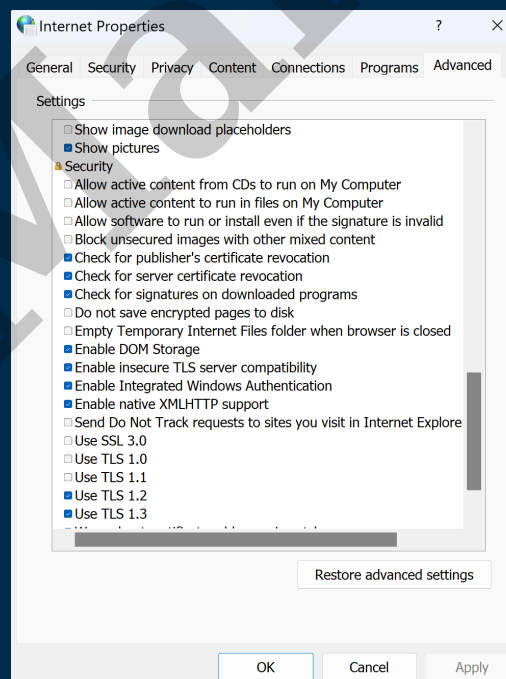 Internet Properties
?
General Security Privacy Content Connections Programs Advanced
Settings
Show image download placeholders
Show pictures
Security
Allow active content from CDs to run on My Computer
Allow active content to run in files on My Computer
Allow software to run or install even if the signature is invalid
Block unsecured images with other mixed content
Check for publisher's certificate revocation
Check for server certificate revocation
Check for signatures on downloaded programs
Do not save encrypted pages to disk
Empty Temporary Internet Files folder when browser is closed
Enable DOM Storage
Enable insecure TLS server compatibility
Enable Integrated Windows Authentication
Enable native XMLHTTP support
Send Do Not Track requests to sites you visit in Internet Explore
Use SSL 3.0
Use TLS 1.0
Use TLS 1.1
Use TLS 1.2
Use TLS 1.3
Restore advanced settings
OK Cancel Apply